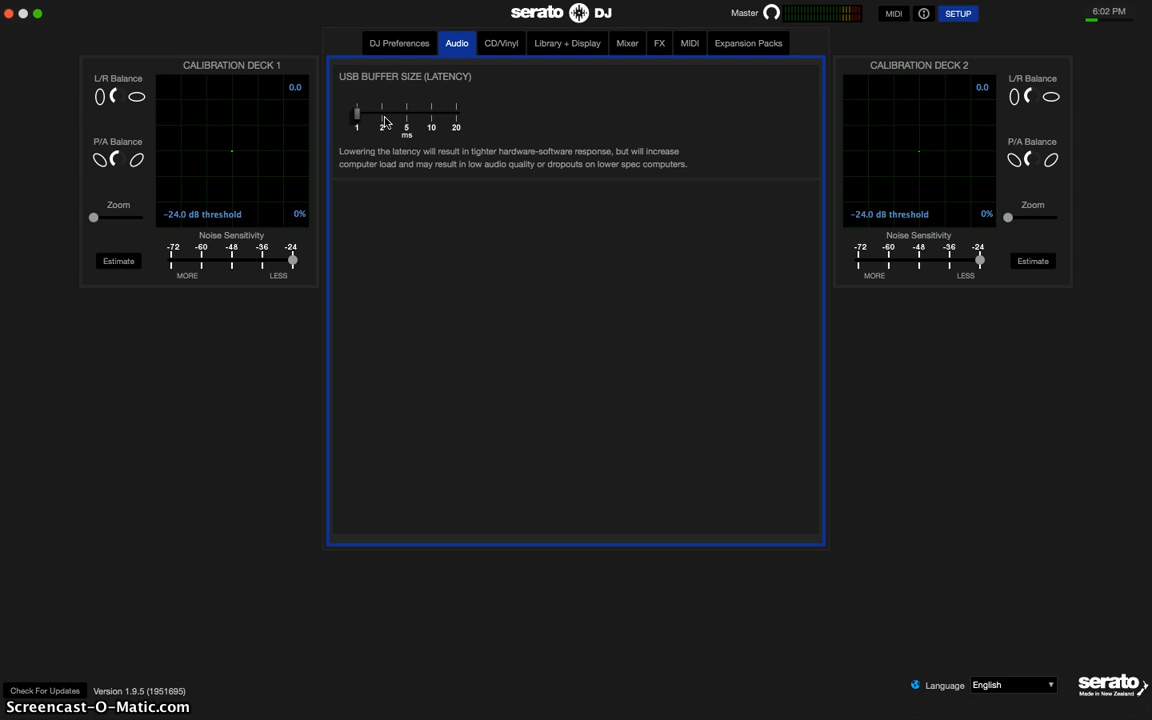 serato DJ
Master
MIDI
SETUP
6:02 PM
DJ Preferences
Audio
CD/Vinyl
Library + Display
Mixer
FX
MIDI
Expansion Packs
CALIBRATION DECK 1
L/R Balance
0.0
P/A Balance
Zoom
-24.0 dB threshold
0%
Noise Sensitivity
-72 -60 -48 -36 -24
Estimate
MORE LESS
USB BUFFER SIZE (LATENCY)
1 2 5 10 20
ms
Lowering the latency will result in tighter hardware-software response, but will increase
computer load and may result in low audio quality or dropouts on lower spec computers.
CALIBRATION DECK 2
0.0
L/R Balance
P/A Balance
Zoom
-24.0 dB threshold
0%
Noise Sensitivity
-72 -60 -48 -36 -24
Estimate
MORE LESS
Check For Updates
Version 1.9.5 (1951695)
Language
English
serato
Made in New Zealand
Screencast-O-Matic.com